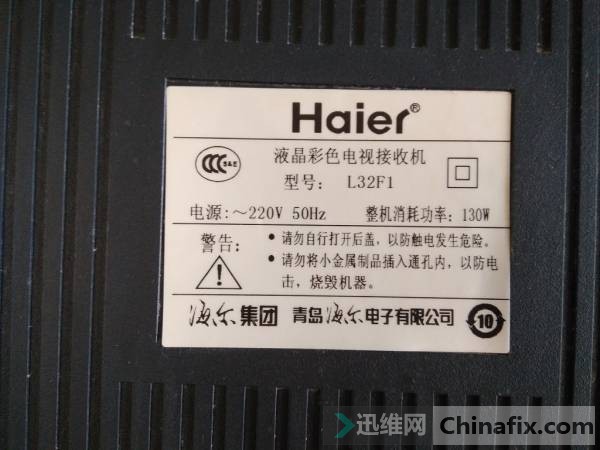 Haier®
CCC S&E
液晶彩色电视接收机
型号: L32F1
电源:~220V 50Hz 整机消耗功率: 130W
警告:
• 请勿自行打开后盖, 以防触电发生危险。
• 请勿将小金属制品插入通孔内, 以防电
击, 烧毁机器。
!
海尔集团 青岛海尔电子有限公司 10
迅维网 Chinafix.com